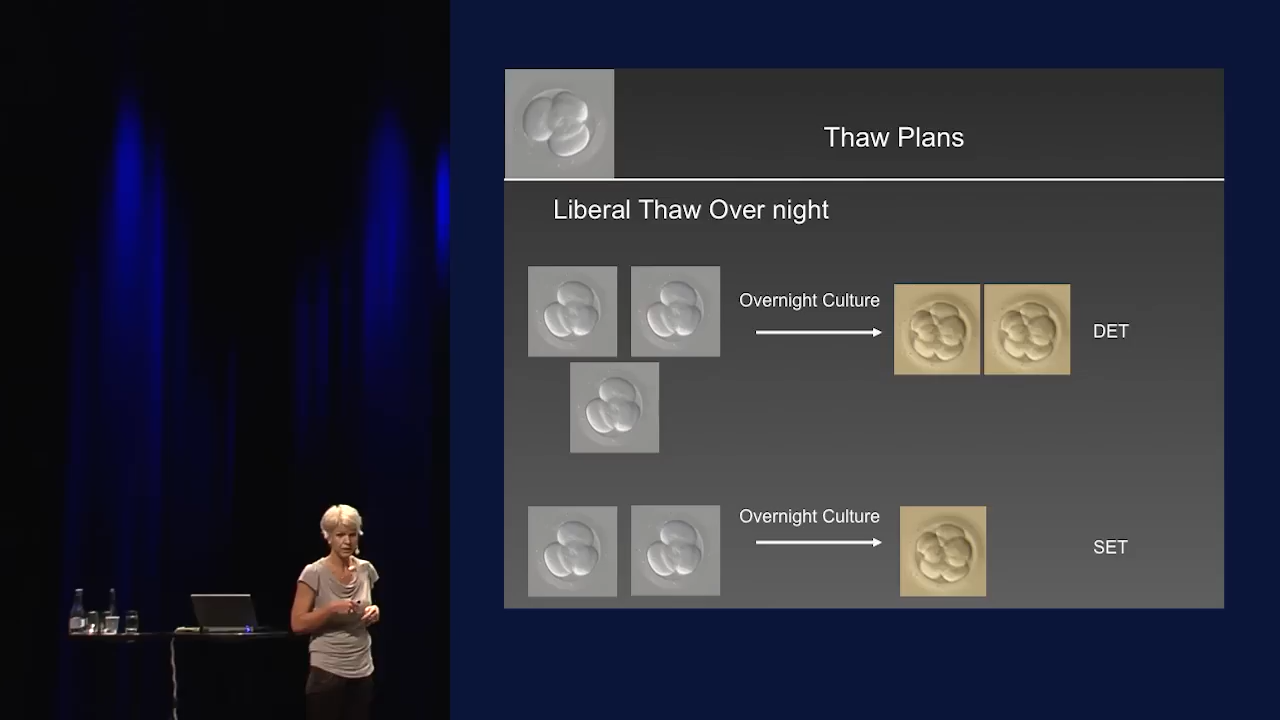 Thaw Plans
Liberal Thaw Over night
Overnight Culture
DET
Overnight Culture
SET